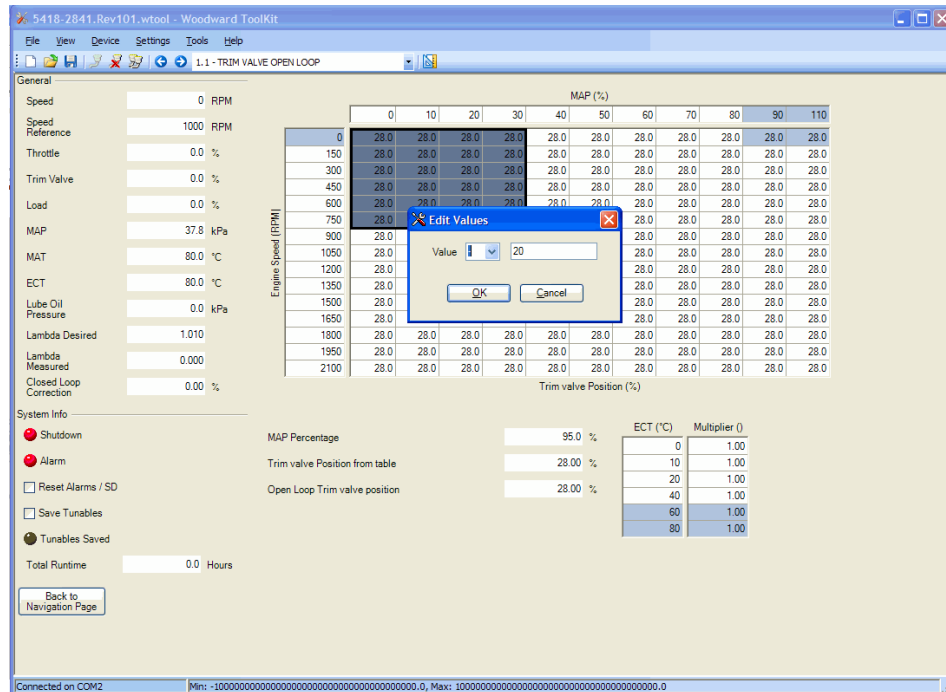 5418-2841.Rev101.wtool - Woodward ToolKit
File View Device Settings Tools Help
1.1 - TRIM VALVE OPEN LOOP
General
Speed 0 RPM
Speed Reference 1000 RPM
Throttle 0.0 %
Trim Valve 0.0 %
Load 0.0 %
MAP 37.8 kPa
MAT 80.0 °C
ECT 80.0 °C
Lube Oil Pressure 0.0 kPa
Lambda Desired 1.010
Lambda Measured 0.000
Closed Loop Correction 0.00 %
System Info
Shutdown
Alarm
Reset Alarms / SD
Save Tunables
Tunables Saved
Total Runtime 0.0 Hours
Back to Navigation Page
MAP (%)
0 10 20 30 40 50 60 70 80 90 110
Engine Speed (RPM)
0 28.0 28.0 28.0 28.0 28.0 28.0 28.0 28.0 28.0 28.0 28.0
150 28.0 28.0 28.0 28.0 28.0 28.0 28.0 28.0 28.0 28.0 28.0
300 28.0 28.0 28.0 28.0 28.0 28.0 28.0 28.0 28.0 28.0 28.0
450 28.0 28.0 28.0 28.0 28.0 28.0 28.0 28.0 28.0 28.0 28.0
600 28.0 28.0 28.0 28.0 28.0 28.0 28.0 28.0 28.0 28.0 28.0
750 28.0 28.0 28.0 28.0 28.0
900 28.0 28.0 28.0 28.0 28.0 28.0
1050 28.0 28.0 28.0 28.0 28.0 28.0
1200 28.0 28.0 28.0 28.0 28.0 28.0
1350 28.0 28.0 28.0 28.0 28.0 28.0
1500 28.0 28.0 28.0 28.0 28.0 28.0
1650 28.0 28.0 28.0 28.0 28.0 28.0
1800 28.0 28.0 28.0 28.0 28.0 28.0 28.0 28.0 28.0 28.0 28.0
1950 28.0 28.0 28.0 28.0 28.0 28.0 28.0 28.0 28.0 28.0 28.0
2100 28.0 28.0 28.0 28.0 28.0 28.0 28.0 28.0 28.0 28.0 28.0
Trim valve Position (%)
Edit Values
Value 20
OK Cancel
MAP Percentage 95.0 %
Trim valve Position from table 28.00 %
Open Loop Trim valve position 28.00 %
ECT (°C) Multiplier ()
0 1.00
10 1.00
20 1.00
40 1.00
60 1.00
80 1.00
Connected on COM2